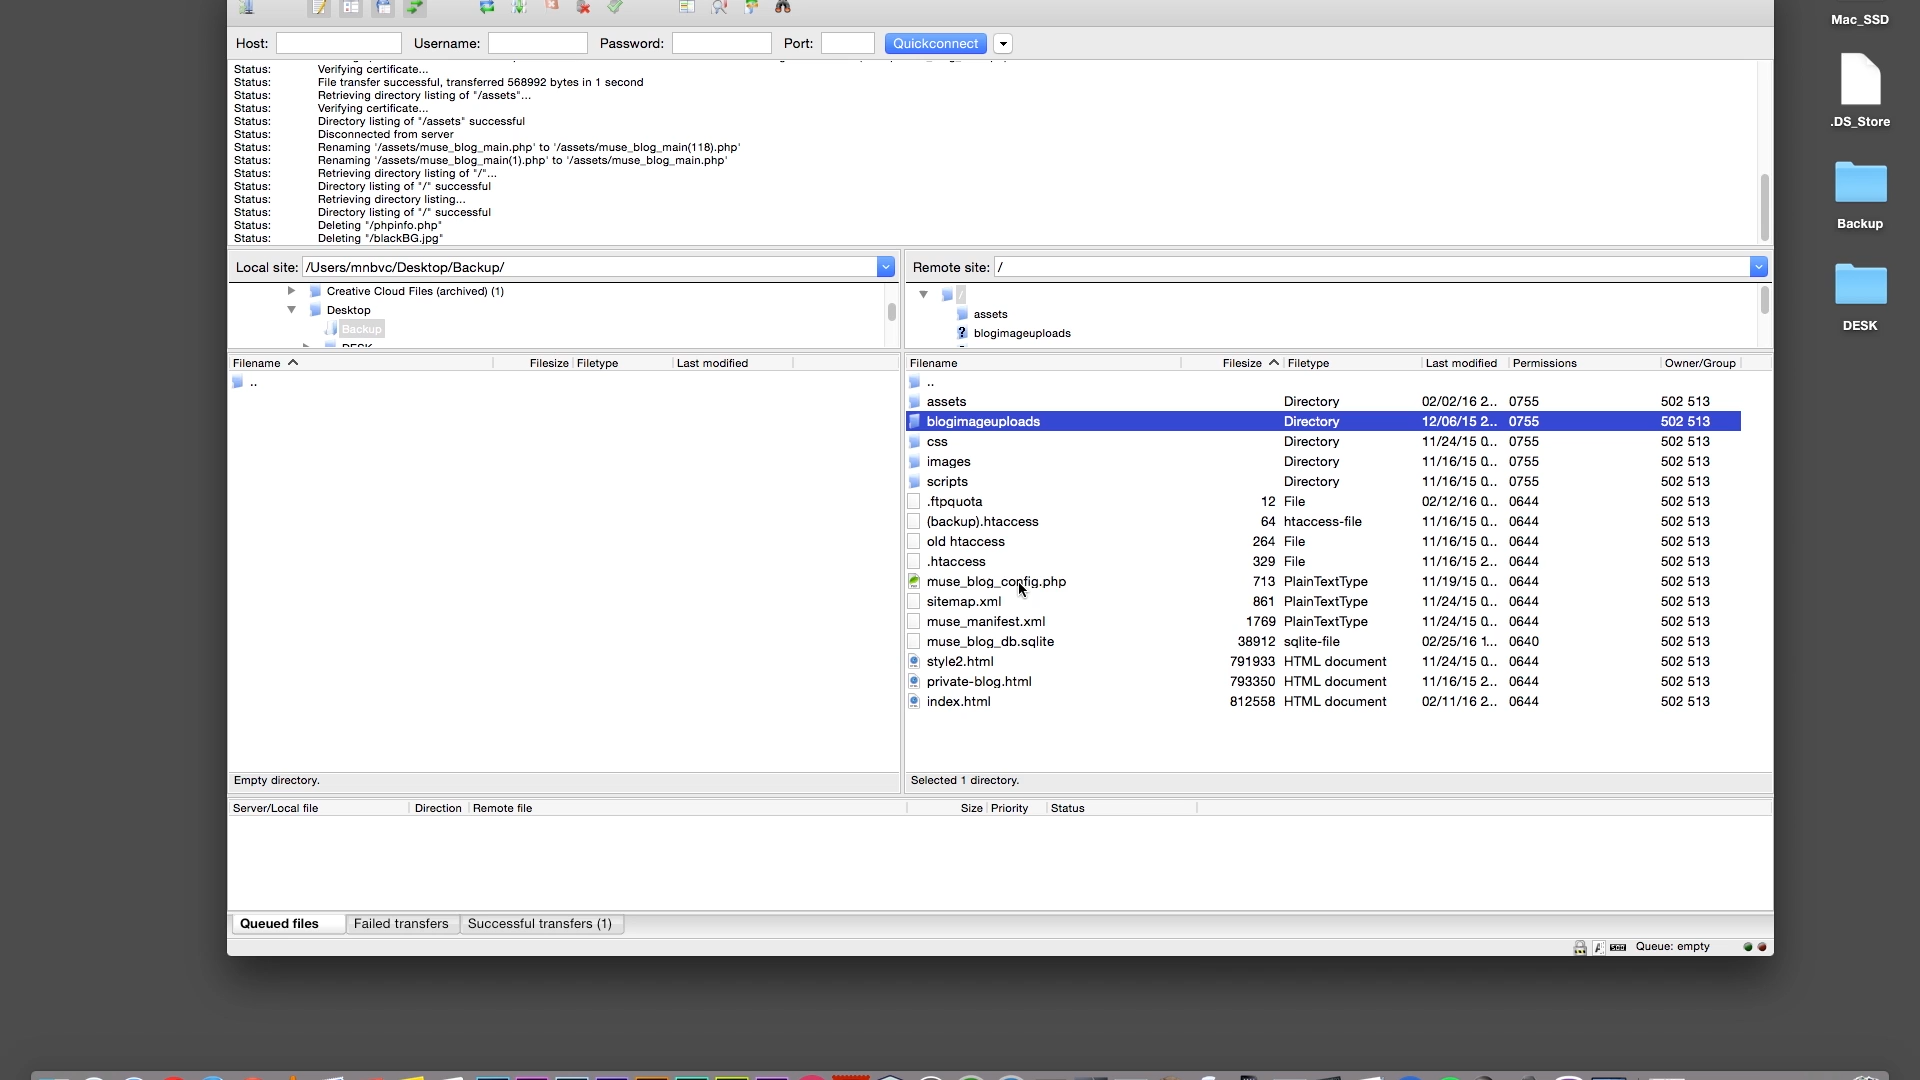 Mac_SSD
Host: Username: Password: Port: Quickconnect
Status: Verifying certificate...
Status: File transfer successful, transferred 568992 bytes in 1 second
Status: Retrieving directory listing of "/assets"...
Status: Verifying certificate...
Status: Directory listing of "/assets" successful
Status: Disconnected from server
Status: Renaming '/assets/muse_blog_main.php' to '/assets/muse_blog_main(118).php'
Status: Renaming '/assets/muse_blog_main(1).php' to '/assets/muse_blog_main.php'
Status: Retrieving directory listing of "/"...
Status: Directory listing of "/" successful
Status: Retrieving directory listing...
Status: Directory listing of "/" successful
Status: Deleting "/phpinfo.php"
Status: Deleting "/blackBG.jpg"
.DS_Store
Backup
DESK
Local site: /Users/mnbvc/Desktop/Backup/
Creative Cloud Files (archived) (1)
Desktop
Backup
DESK
Filename Filesize Filetype Last modified
..
Empty directory.
Remote site: /
/
assets
blogimageuploads
Filename Filesize Filetype Last modified Permissions Owner/Group
..
assets Directory 02/02/16 2... 0755 502 513
blogimageuploads Directory 12/06/15 2... 0755 502 513
css Directory 11/24/15 0... 0755 502 513
images Directory 11/16/15 0... 0755 502 513
scripts Directory 11/16/15 0... 0755 502 513
.ftpquota 12 File 02/12/16 0... 0644 502 513
(backup).htaccess 64 htaccess-file 11/16/15 0... 0644 502 513
old htaccess 264 File 11/16/15 0... 0644 502 513
.htaccess 329 File 11/16/15 2... 0644 502 513
muse_blog_config.php 713 PlainTextType 11/19/15 0... 0644 502 513
sitemap.xml 861 PlainTextType 11/24/15 0... 0644 502 513
muse_manifest.xml 1769 PlainTextType 11/24/15 0... 0644 502 513
muse_blog_db.sqlite 38912 sqlite-file 02/25/16 1... 0640 502 513
style2.html 791933 HTML document 11/24/15 0... 0644 502 513
private-blog.html 793350 HTML document 11/16/15 2... 0644 502 513
index.html 812558 HTML document 02/11/16 2... 0644 502 513
Selected 1 directory.
Server/Local file Direction Remote file Size Priority Status
Queued files Failed transfers Successful transfers (1)
Queue: empty